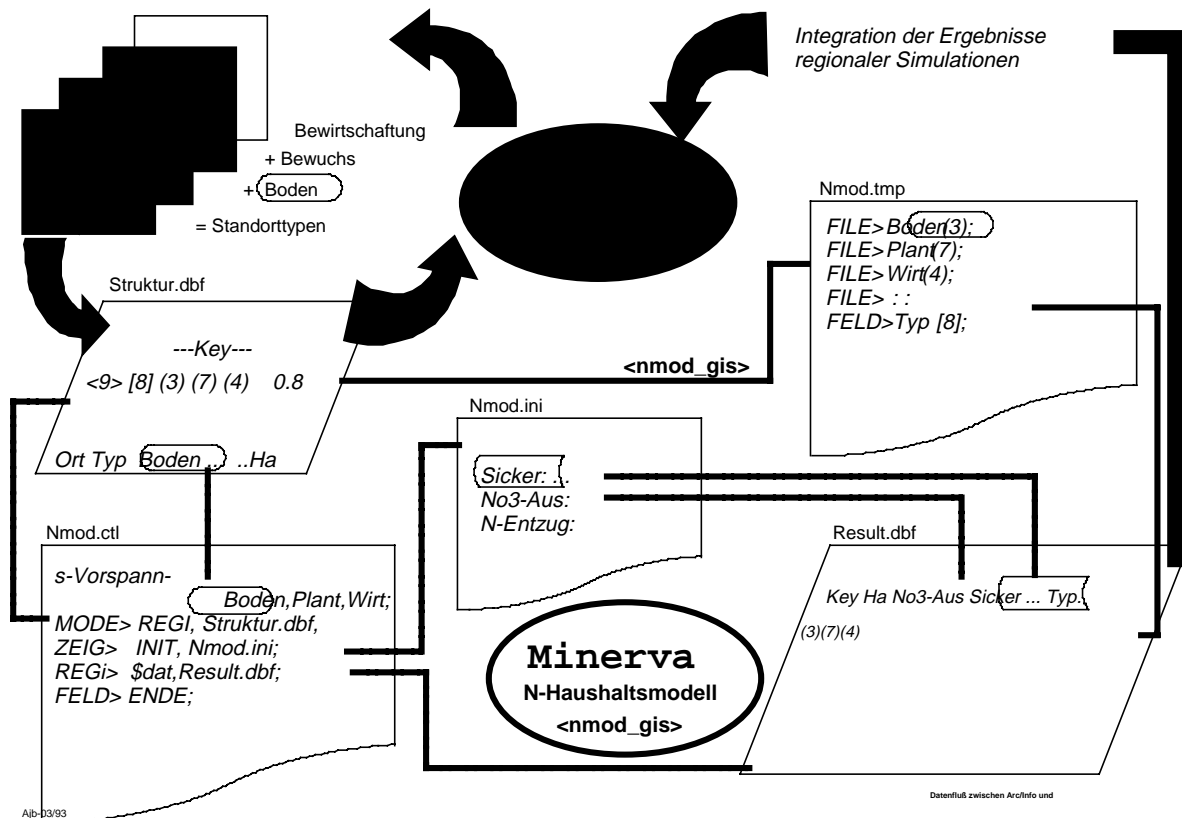 Integration der Ergebnisse
regionaler Simulationen
Bewirtschaftung
+ Bewuchs
+ Boden
= Standorttypen
Struktur.dbf
---Key---
<9> [8] (3) (7) (4) 0.8
Ort Typ Boden ... ..Ha
Nmod.tmp
FILE>Boden(3);
FILE>Plant(7);
FILE>Wirt(4);
FILE> : :
FELD>Typ [8];
<nmod_gis>
Nmod.ini
Sicker: ...
No3-Aus:
N-Entzug:
Nmod.ctl
s-Vorspann-
Boden,Plant,Wirt;
MODE> REGI, Struktur.dbf,
ZEIG> INIT, Nmod.ini;
REGi> $dat,Result.dbf;
FELD> ENDE;
Result.dbf
Key Ha No3-Aus Sicker ... Typ..
(3)(7)(4)
Minerva
N-Haushaltsmodell
<nmod_gis>
Datenfluß zwischen Arc/Info und
Ajb-03/93